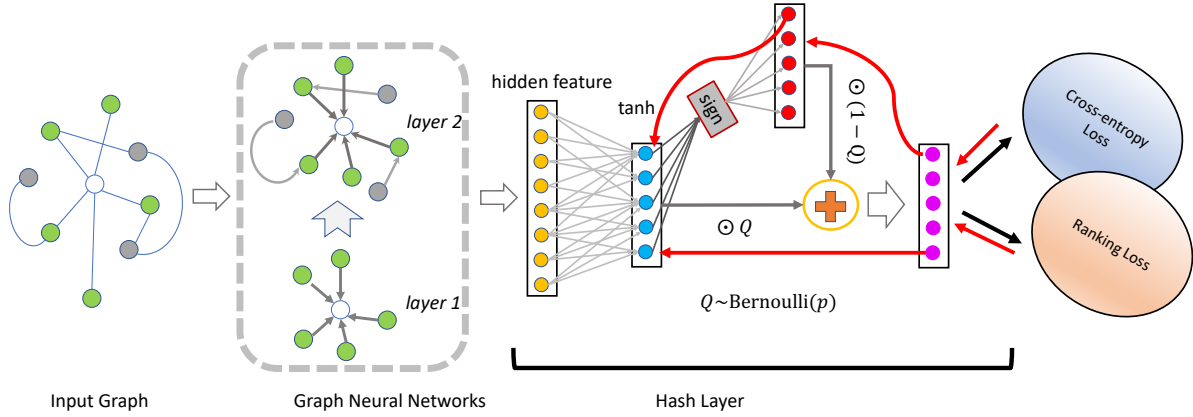 hidden feature
layer 2
layer 1
tanh
sign
⊙ (1 − Q)
⊙ Q
Q~Bernoulli(p)
Cross-entropy
Loss
Ranking Loss
Input Graph
Graph Neural Networks
Hash Layer